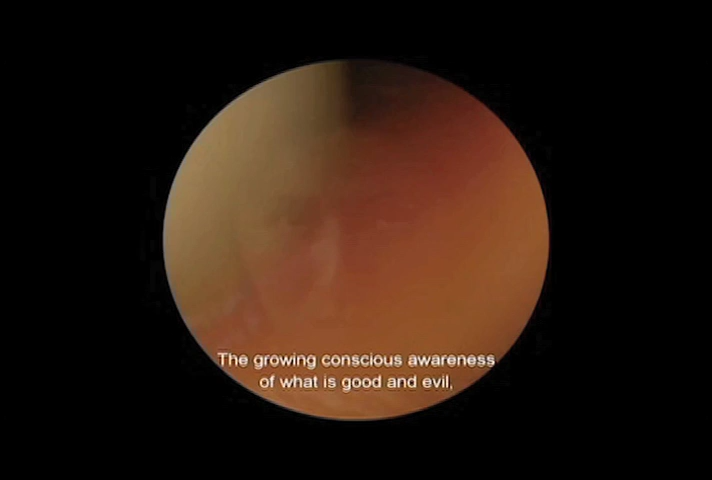 The growing conscious awareness
of what is good and evil,